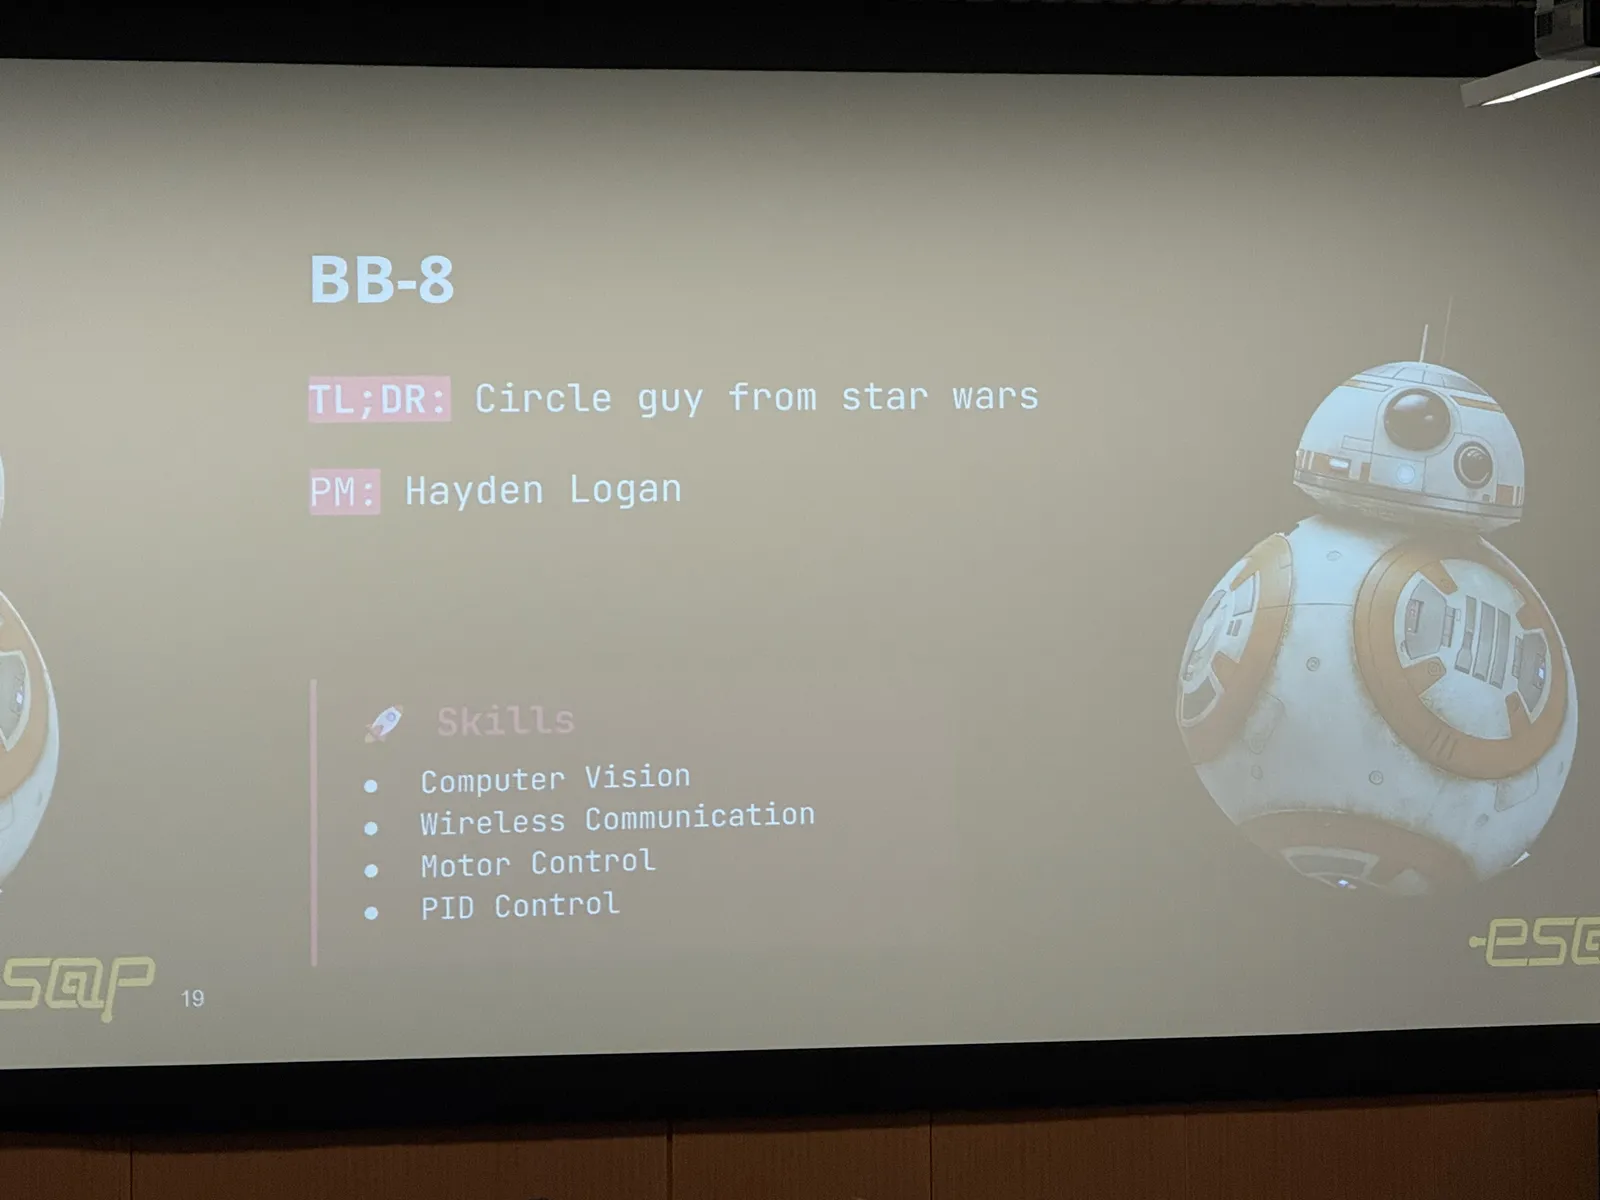 BB-8
TL;DR: Circle guy from star wars
PM: Hayden Logan
Skills
Computer Vision
Wireless Communication
Motor Control
PID Control
s@p
19
es@